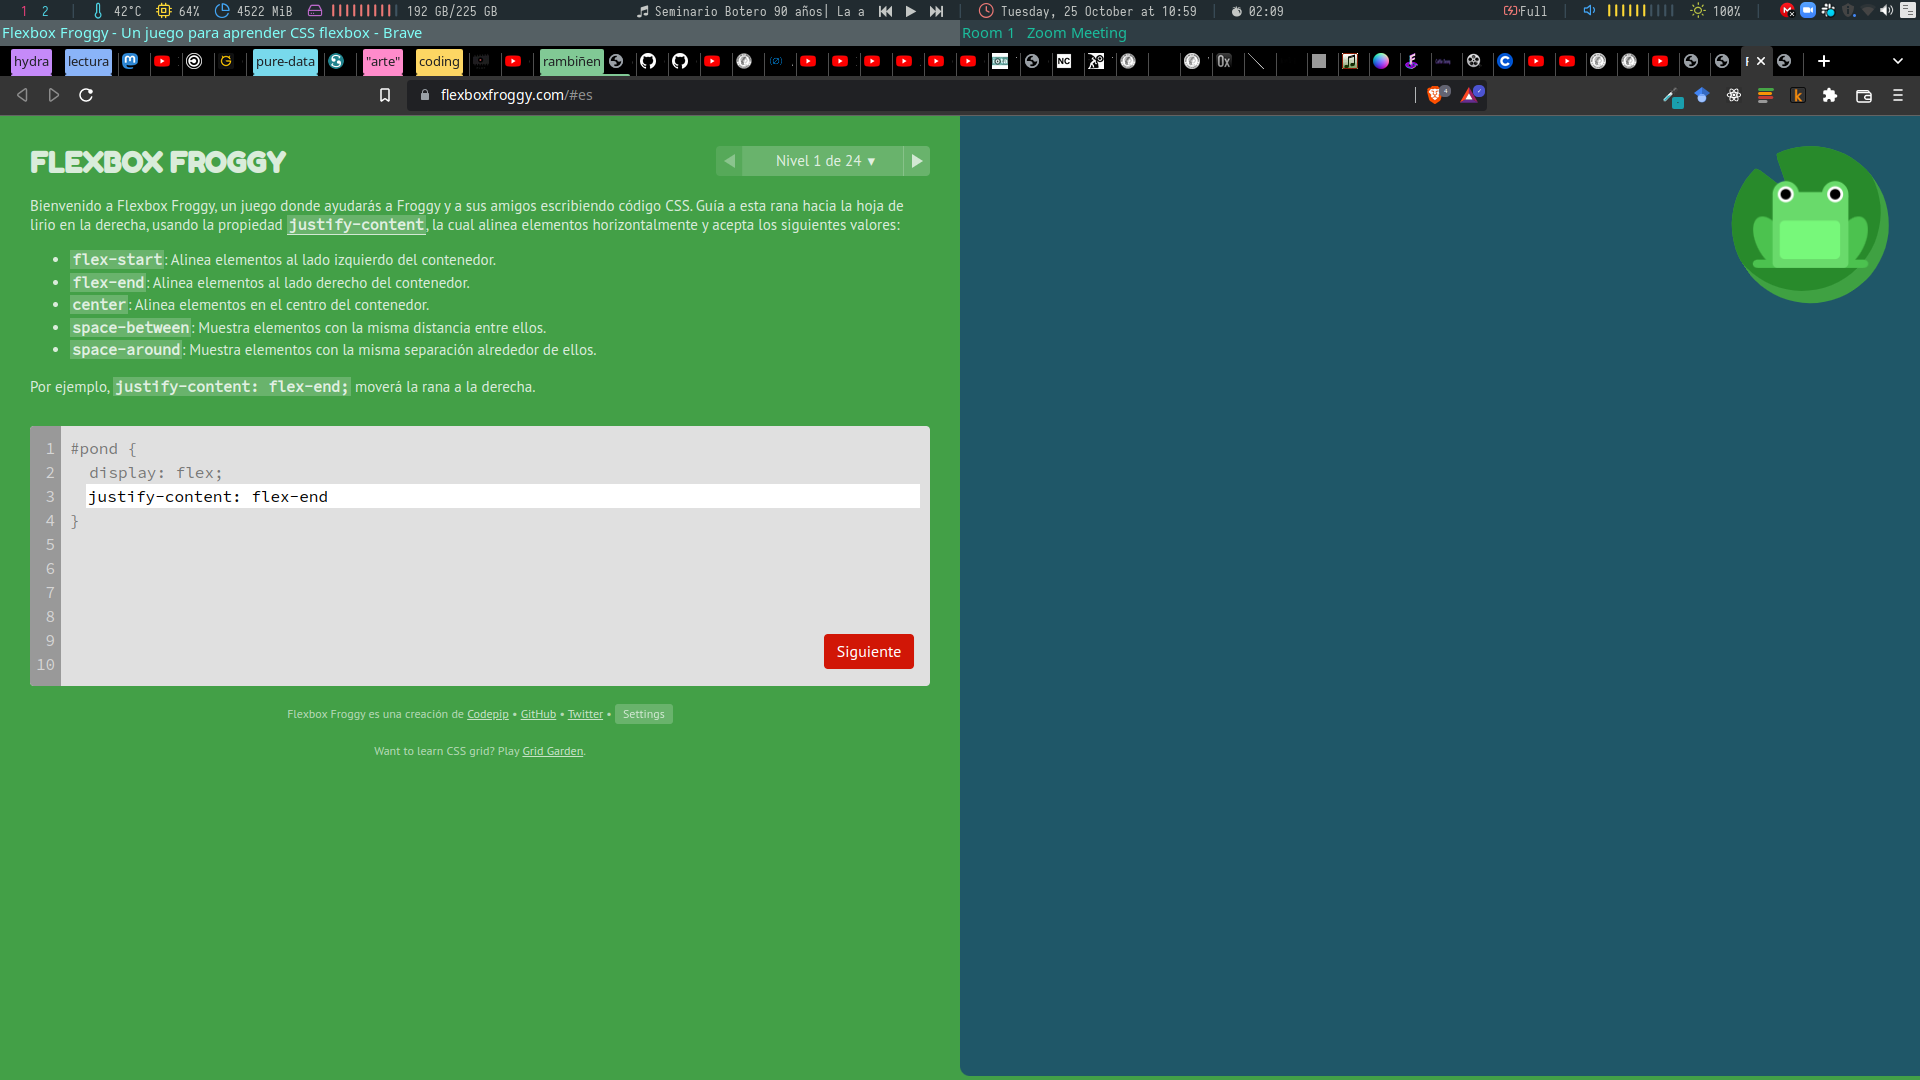 1 2 42°C 64% 4522 MiB 192 GB/225 GB Seminario Botero 90 años| La a Tuesday, 25 October at 10:59 02:09 Full 100%
Flexbox Froggy - Un juego para aprender CSS flexbox - Brave Room 1 Zoom Meeting
hydra lectura pure-data "arte" coding rambiñen NC 0x
flexboxfroggy.com/#es
FLEXBOX FROGGY
Nivel 1 de 24 ▾
Bienvenido a Flexbox Froggy, un juego donde ayudarás a Froggy y a sus amigos escribiendo código CSS. Guía a esta rana hacia la hoja de
lirio en la derecha, usando la propiedad justify-content, la cual alinea elementos horizontalmente y acepta los siguientes valores:
• flex-start: Alinea elementos al lado izquierdo del contenedor.
• flex-end: Alinea elementos al lado derecho del contenedor.
• center: Alinea elementos en el centro del contenedor.
• space-between: Muestra elementos con la misma distancia entre ellos.
• space-around: Muestra elementos con la misma separación alrededor de ellos.
Por ejemplo, justify-content: flex-end; moverá la rana a la derecha.
1 #pond {
2 display: flex;
3 justify-content: flex-end
4 }
5
6
7
8
9
10
Siguiente
Flexbox Froggy es una creación de Codepip • GitHub • Twitter • Settings
Want to learn CSS grid? Play Grid Garden.